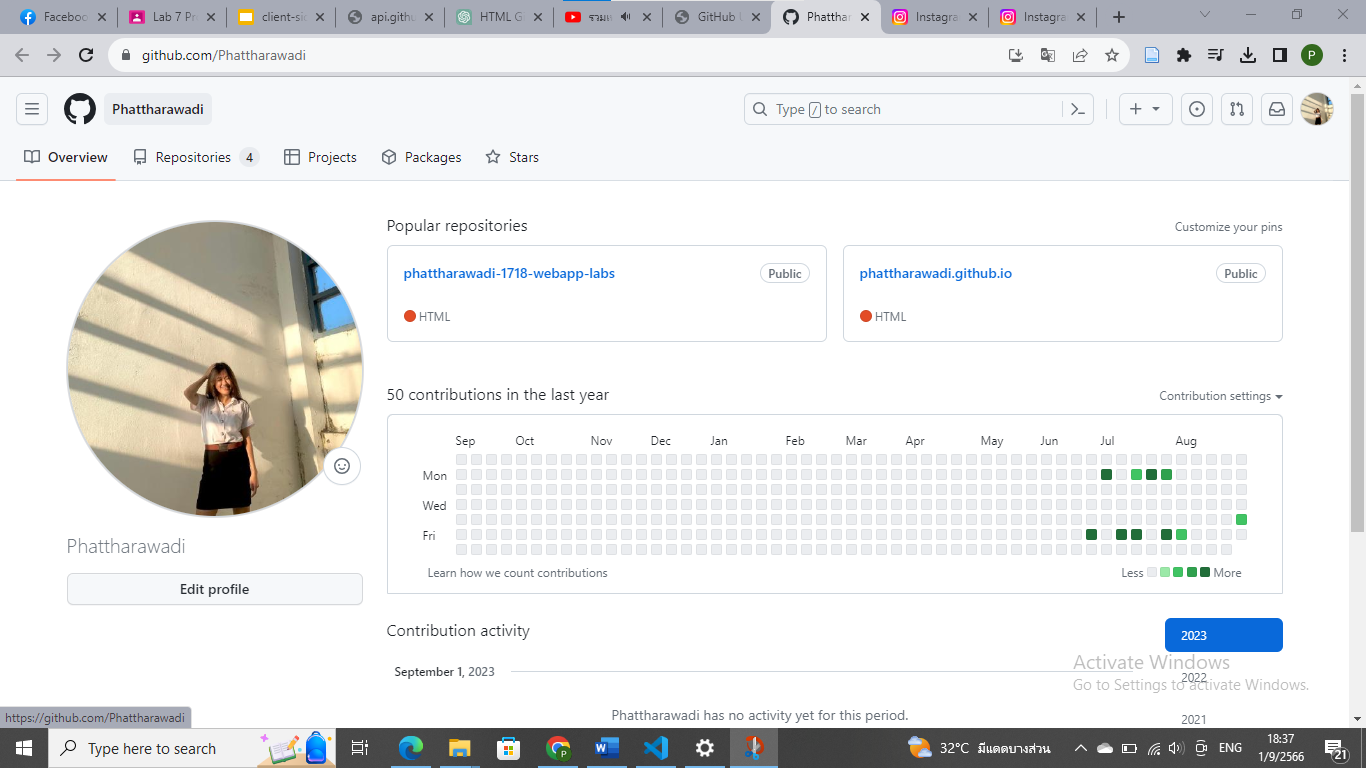 Faceboo
Lab 7 Pr
client-sid
api.githu
HTML G
รวมเพ
GitHub U
Phatthar
Instagra
Instagra
github.com/Phattharawadi
P
Phattharawadi
Type / to search
Overview
Repositories 4
Projects
Packages
Stars
Popular repositories
Customize your pins
phattharawadi-1718-webapp-labs
Public
HTML
phattharawadi.github.io
Public
HTML
50 contributions in the last year
Contribution settings
Sep Oct Nov Dec Jan Feb Mar Apr May Jun Jul Aug
Mon
Wed
Fri
Learn how we count contributions
Less More
Phattharawadi
Edit profile
Contribution activity
2023
September 1, 2023
2022
Activate Windows
Go to Settings to activate Windows.
Phattharawadi has no activity yet for this period.
2021
https://github.com/Phattharawadi
Type here to search
32°C มีแดดบางส่วน
ENG
18:37
1/9/2566
21